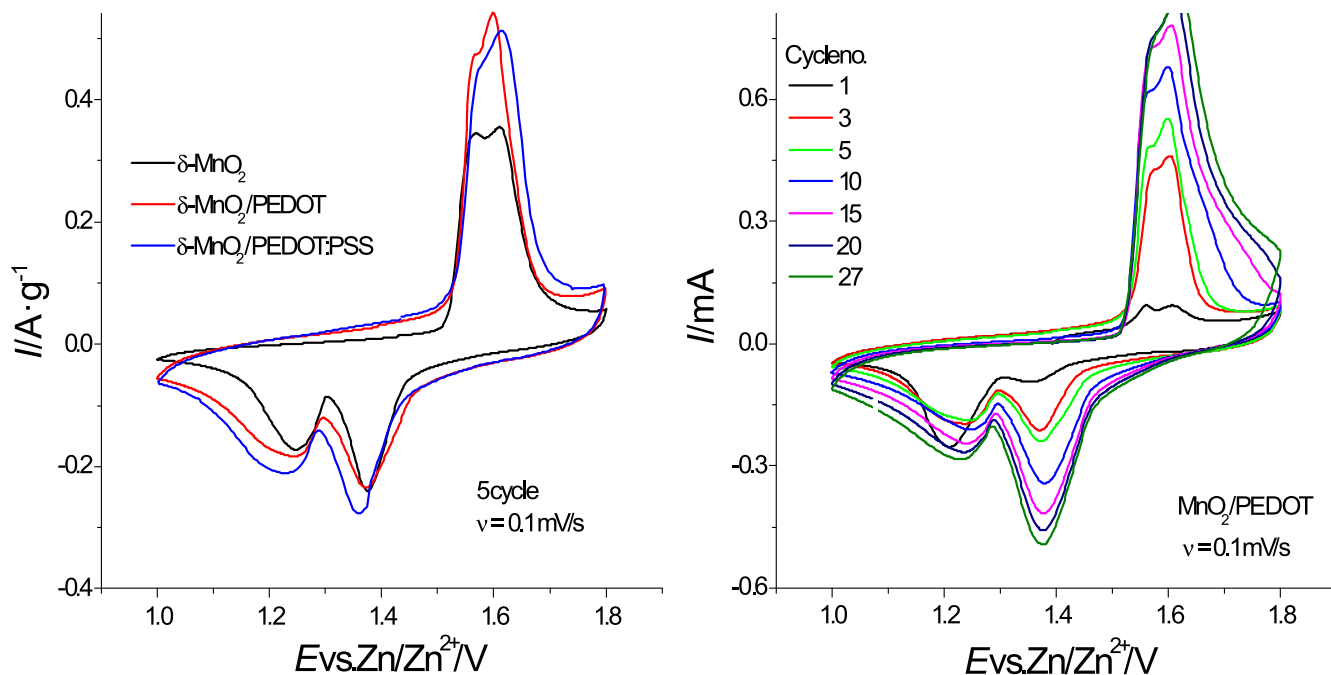 I/A·g⁻¹
0.4
0.2
0.0
-0.2
-0.4
δ-MnO₂
δ-MnO₂/PEDOT
δ-MnO₂/PEDOT:PSS
5cycle
ν = 0.1mV/s
1.0 1.2 1.4 1.6 1.8
Evs.Zn/Zn²⁺/V
I/mA
0.6
0.3
0.0
-0.3
-0.6
Cycleno.
1
3
5
10
15
20
27
MnO₂/PEDOT
ν = 0.1mV/s
1.0 1.2 1.4 1.6 1.8
Evs.Zn/Zn²⁺/V